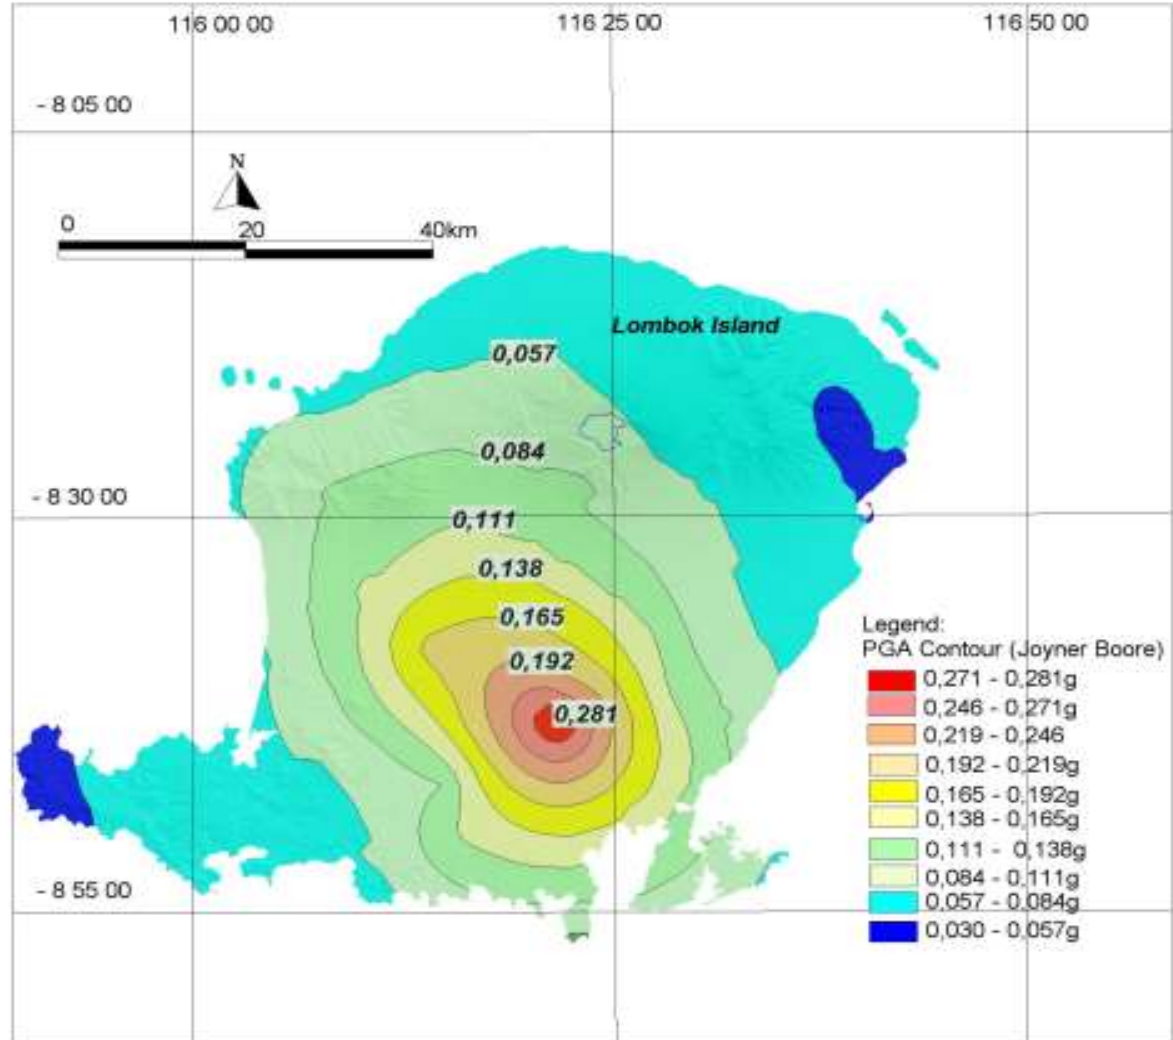 116 00 00
116 25 00
116 50 00
- 8 05 00
N
0
20
40km
Lombok Island
0,057
0,084
- 8 30 00
0,111
0,138
0,165
0,192
0,281
Legend:
PGA Contour (Joyner Boore)
0,271 - 0,281g
0,246 - 0,271g
0,219 - 0,246
0,192 - 0,219g
0,165 - 0,192g
0,138 - 0,165g
0,111 - 0,138g
0,084 - 0,111g
0,057 - 0,084g
0,030 - 0,057g
- 8 55 00